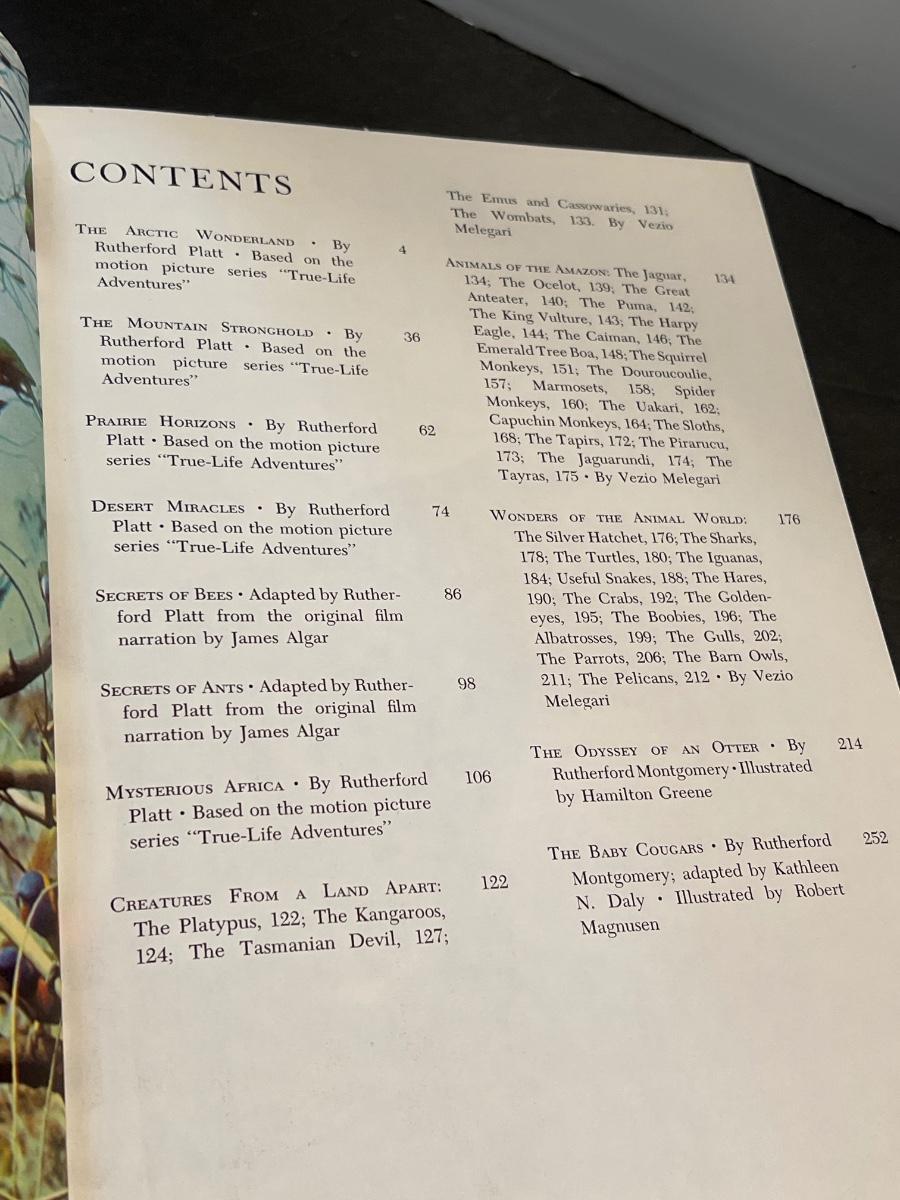 CONTENTS
THE ARCTIC WONDERLAND • By
Rutherford Platt • Based on the
motion picture series “True-Life
Adventures”
4
THE MOUNTAIN STRONGHOLD • By
Rutherford Platt • Based on the
motion picture series “True-Life
Adventures”
36
PRAIRIE HORIZONS • By Rutherford
Platt • Based on the motion picture
series “True-Life Adventures”
62
DESERT MIRACLES • By Rutherford
Platt • Based on the motion picture
series “True-Life Adventures”
74
SECRETS OF BEES • Adapted by Ruther-
ford Platt from the original film
narration by James Algar
86
SECRETS OF ANTS • Adapted by Ruther-
ford Platt from the original film
narration by James Algar
98
MYSTERIOUS AFRICA • By Rutherford
Platt • Based on the motion picture
series “True-Life Adventures”
106
CREATURES FROM A LAND APART:
The Platypus, 122; The Kangaroos,
124; The Tasmanian Devil, 127;
122
The Emus and Cassowaries, 131;
The Wombats, 133. By Vezio
Melegari
ANIMALS OF THE AMAZON: The Jaguar,
134; The Ocelot, 139; The Great
Anteater, 140; The Puma, 142;
The King Vulture, 143; The Harpy
Eagle, 144; The Caiman, 146; The
Emerald Tree Boa, 148; The Squirrel
Monkeys, 151; The Douroucoulie,
157; Marmosets, 158; Spider
Monkeys, 160; The Uakari, 162;
Capuchin Monkeys, 164; The Sloths,
168; The Tapirs, 172; The Pirarucu,
173; The Jaguarundi, 174; The
Tayras, 175 • By Vezio Melegari
134
WONDERS OF THE ANIMAL WORLD:
The Silver Hatchet, 176; The Sharks,
178; The Turtles, 180; The Iguanas,
184; Useful Snakes, 188; The Hares,
190; The Crabs, 192; The Golden-
eyes, 195; The Boobies, 196; The
Albatrosses, 199; The Gulls, 202;
The Parrots, 206; The Barn Owls,
211; The Pelicans, 212 • By Vezio
Melegari
176
THE ODYSSEY OF AN OTTER • By
Rutherford Montgomery • Illustrated
by Hamilton Greene
214
THE BABY COUGARS • By Rutherford
Montgomery; adapted by Kathleen
N. Daly • Illustrated by Robert
Magnusen
252